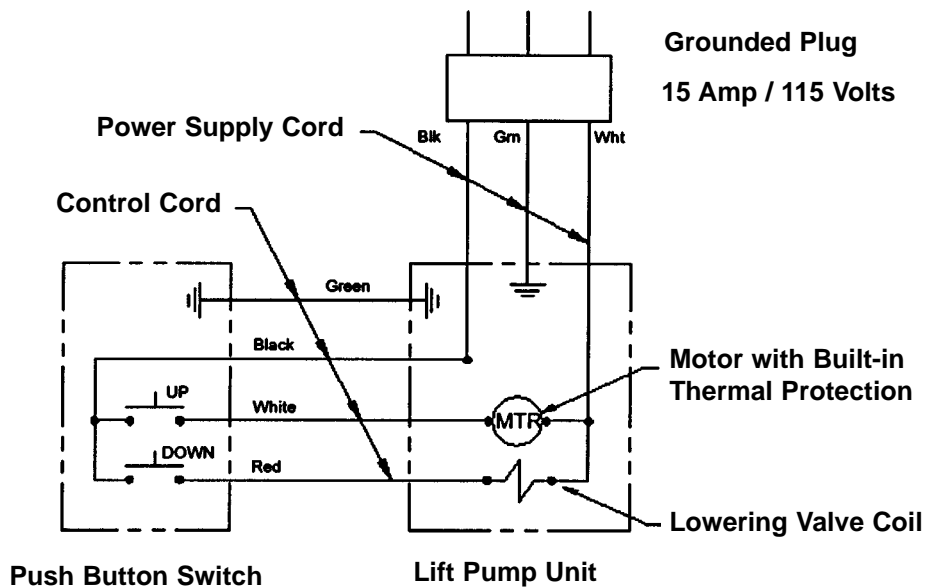 Grounded Plug
15 Amp / 115 Volts
Power Supply Cord
Blk
Grn
Wht
Control Cord
Green
Black
Motor with Built-in
Thermal Protection
UP
White
MTR
DOWN
Red
Lowering Valve Coil
Push Button Switch
Lift Pump Unit